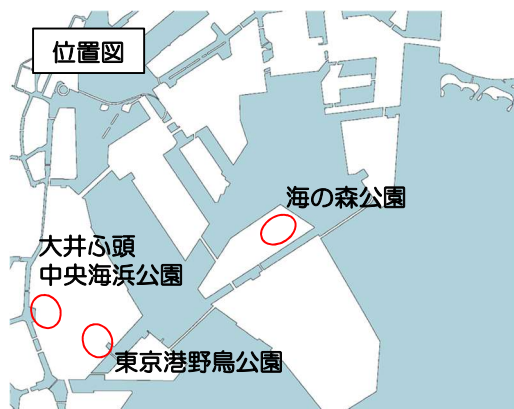 位置図
海の森公園
大井ふ頭
中央海浜公園
東京港野鳥公園